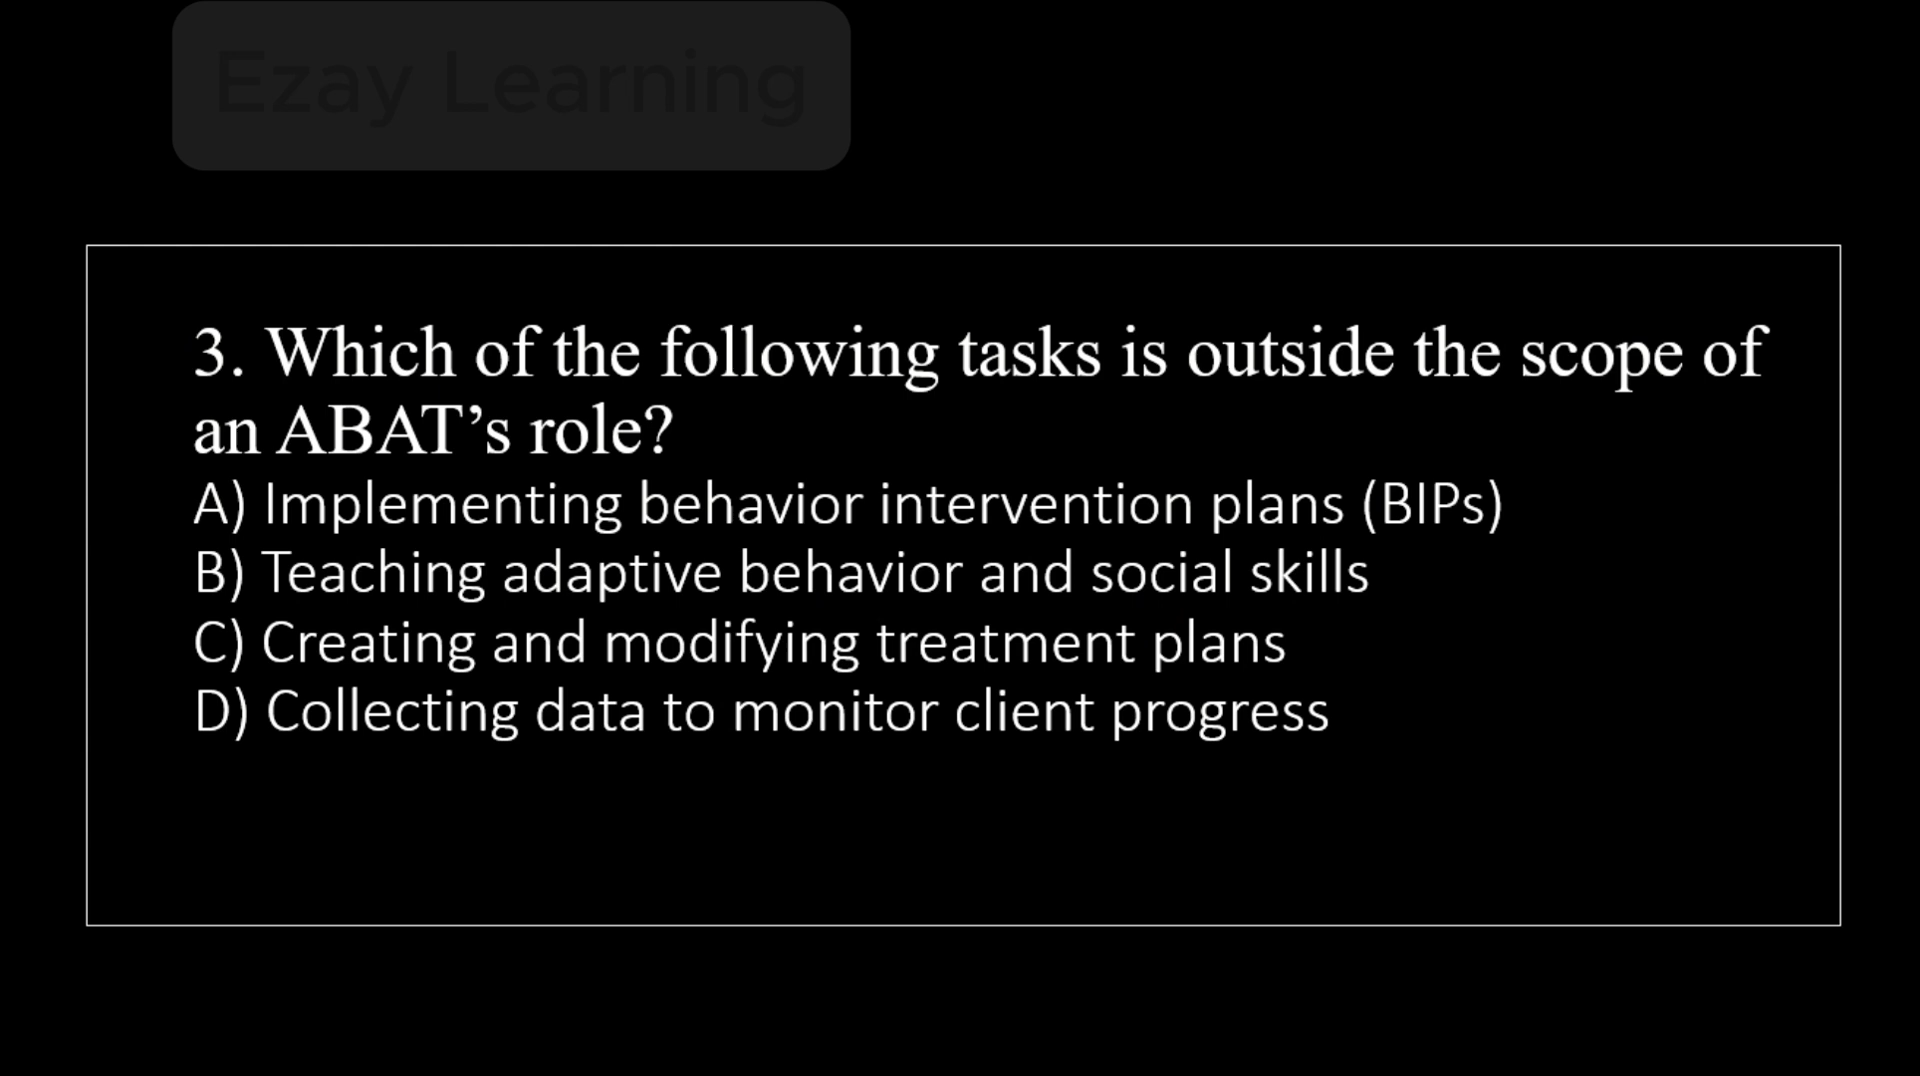 Ezay Learning
3. Which of the following tasks is outside the scope of
an ABAT’s role?
A) Implementing behavior intervention plans (BIPs)
B) Teaching adaptive behavior and social skills
C) Creating and modifying treatment plans
D) Collecting data to monitor client progress